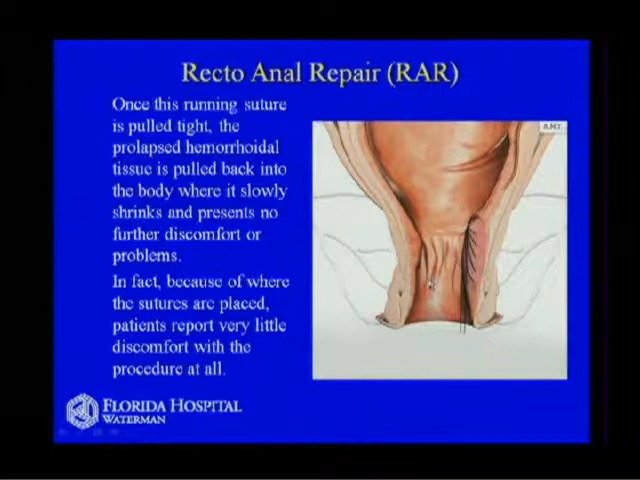 Recto Anal Repair (RAR)
Once this running suture
is pulled tight, the
prolapsed hemorrhoidal
tissue is pulled back into
the body where it slowly
shrinks and presents no
further discomfort or
problems.
In fact, because of where
the sutures are placed,
patients report very little
discomfort with the
procedure at all.
AMI
FLORIDA HOSPITAL
WATERMAN